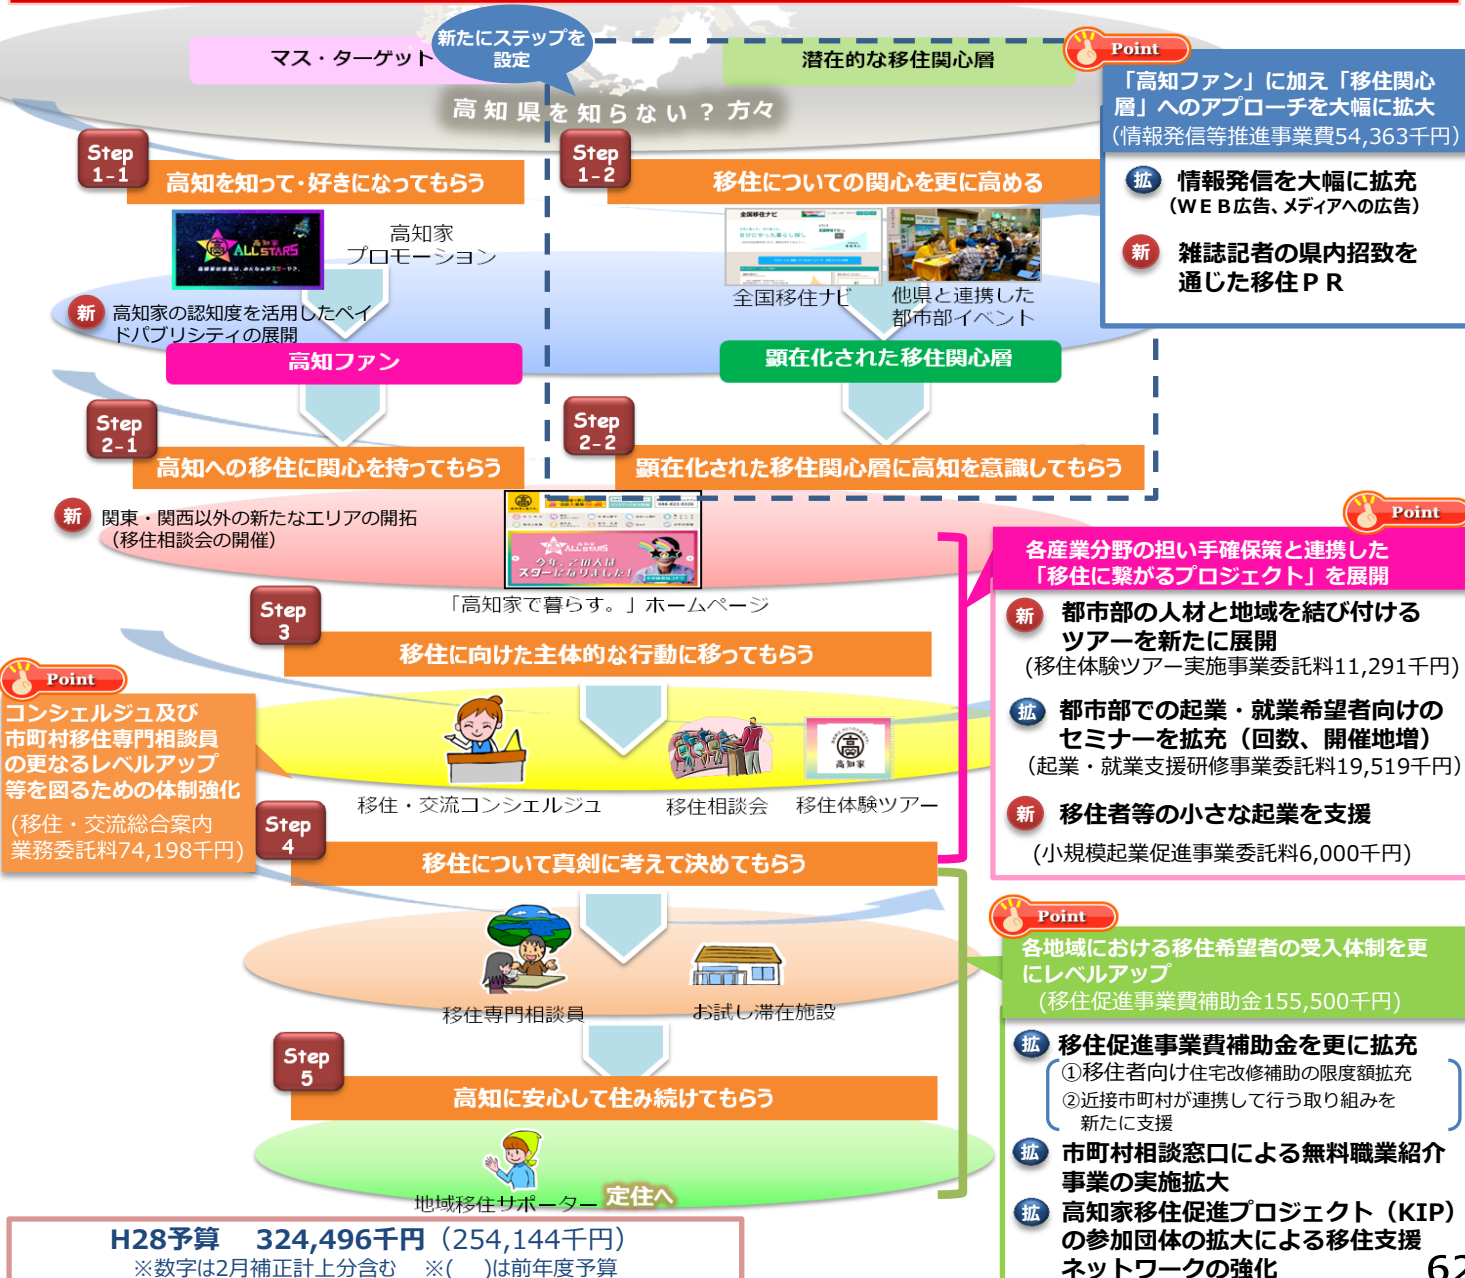 マス・ターゲット
新たにステップを
設定
潜在的な移住関心層
高知県を知らない？方々
Step
1-1
高知を知って・好きになってもらう
Step
1-2
移住についての関心を更に高める
高知家
ALL STARS
高知家
プロモーション
全国移住ナビ
全国移住ナビ
他県と連携した
都市部イベント
新
高知家の認知度を活用したペイ
ドパブリシティの展開
高知ファン
顕在化された移住関心層
Step
2-1
高知への移住に関心を持ってもらう
Step
2-2
顕在化された移住関心層に高知を意識してもらう
新
関東・関西以外の新たなエリアの開拓
（移住相談会の開催）
ALL STARS
今年、この人は
スターになりました！
「高知家で暮らす。」ホームページ
Step
3
移住に向けた主体的な行動に移ってもらう
高知家
移住・交流コンシェルジュ
移住相談会
移住体験ツアー
Point
コンシェルジュ及び
市町村移住専門相談員
の更なるレベルアップ
等を図るための体制強化
(移住・交流総合案内
業務委託料74,198千円)
Step
4
移住について真剣に考えて決めてもらう
移住専門相談員
お試し滞在施設
Step
5
高知に安心して住み続けてもらう
地域移住サポーター
定住へ
H28予算　324,496千円（254,144千円）
※数字は2月補正計上分含む　※(　)は前年度予算
Point
「高知ファン」に加え「移住関心
層」へのアプローチを大幅に拡大
（情報発信等推進事業費54,363千円）
拡
情報発信を大幅に拡充
（ＷＥＢ広告、メディアへの広告）
新
雑誌記者の県内招致を
通じた移住ＰＲ
Point
各産業分野の担い手確保策と連携した
「移住に繋がるプロジェクト」を展開
新
都市部の人材と地域を結び付ける
ツアーを新たに展開
(移住体験ツアー実施事業委託料11,291千円)
拡
都市部での起業・就業希望者向けの
セミナーを拡充（回数、開催地増）
（起業・就業支援研修事業委託料19,519千円）
新
移住者等の小さな起業を支援
(小規模起業促進事業委託料6,000千円)
Point
各地域における移住希望者の受入体制を更
にレベルアップ
(移住促進事業費補助金155,500千円)
拡
移住促進事業費補助金を更に拡充
①移住者向け住宅改修補助の限度額拡充
②近接市町村が連携して行う取り組みを
新たに支援
拡
市町村相談窓口による無料職業紹介
事業の実施拡大
拡
高知家移住促進プロジェクト（KIP）
の参加団体の拡大による移住支援
ネットワークの強化
62